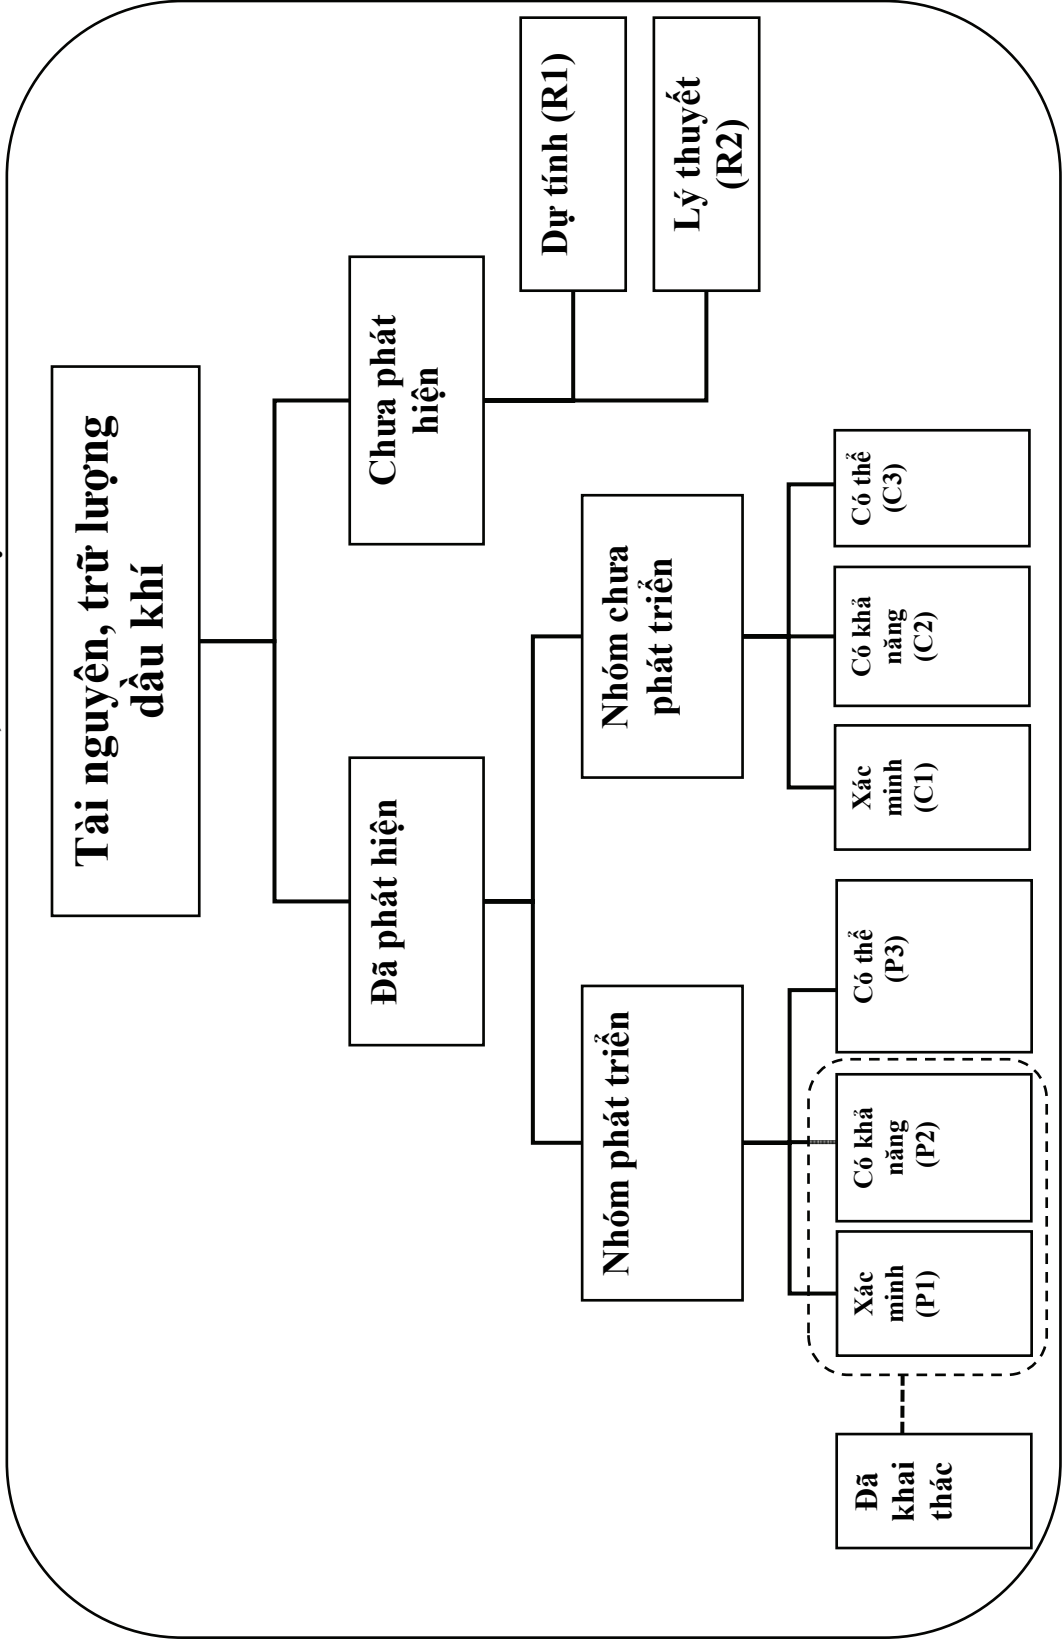 Tài nguyên, trữ lượng
dầu khí
Đã phát hiện
Chưa phát
hiện
Dự tính (R1)
Lý thuyết
(R2)
Nhóm phát triển
Nhóm chưa
phát triển
Đã
khai
thác
Xác
minh
(P1)
Có khả
năng
(P2)
Có thể
(P3)
Xác
minh
(C1)
Có khả
năng
(C2)
Có thể
(C3)